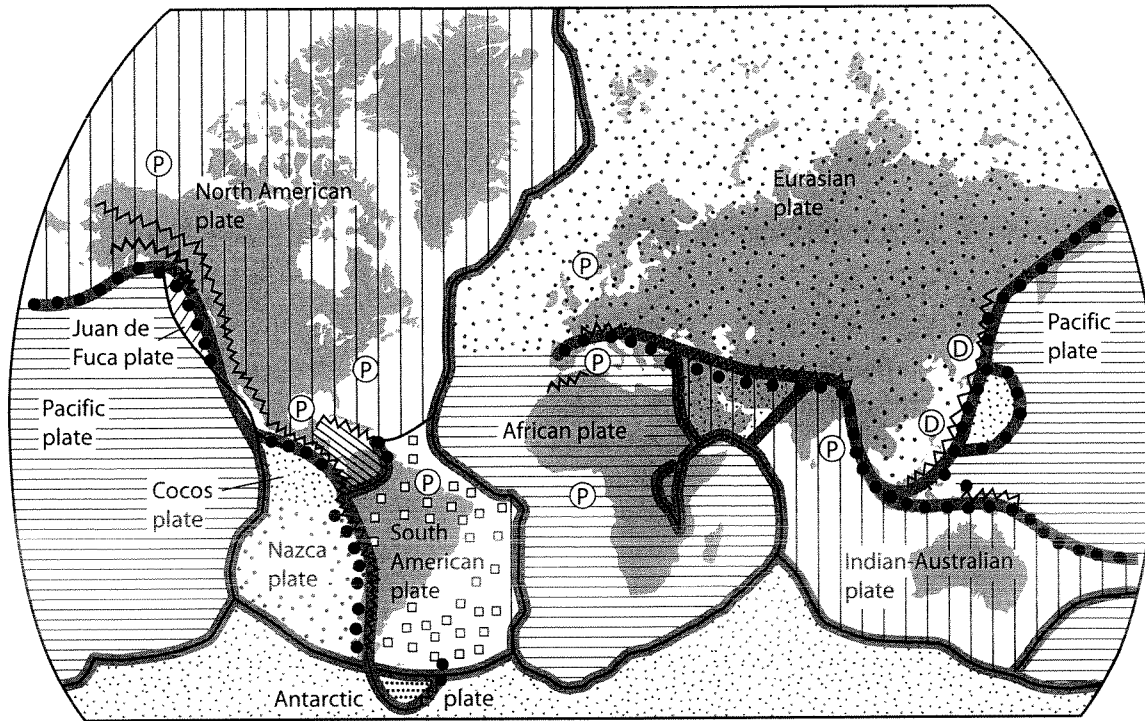 P
North American
plate
Eurasian
plate
P
Juan de
Fuca plate
Pacific
plate
D
P
P
Pacific
plate
P
African plate
D
P
P
Cocos
plate
P
South
American
plate
Nazca
plate
Indian-Australian
plate
Antarctic plate